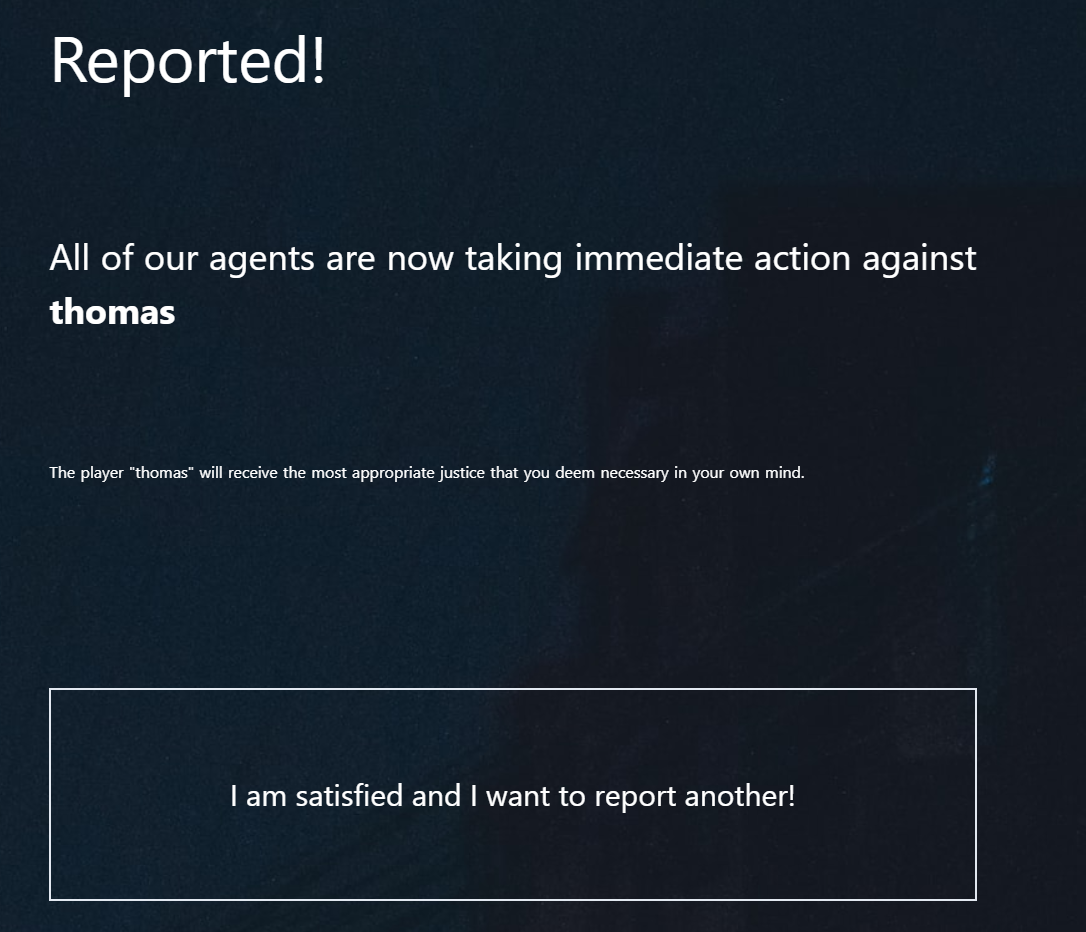 Reported!
All of our agents are now taking immediate action against
thomas
The player "thomas" will receive the most appropriate justice that you deem necessary in your own mind.
I am satisfied and I want to report another!